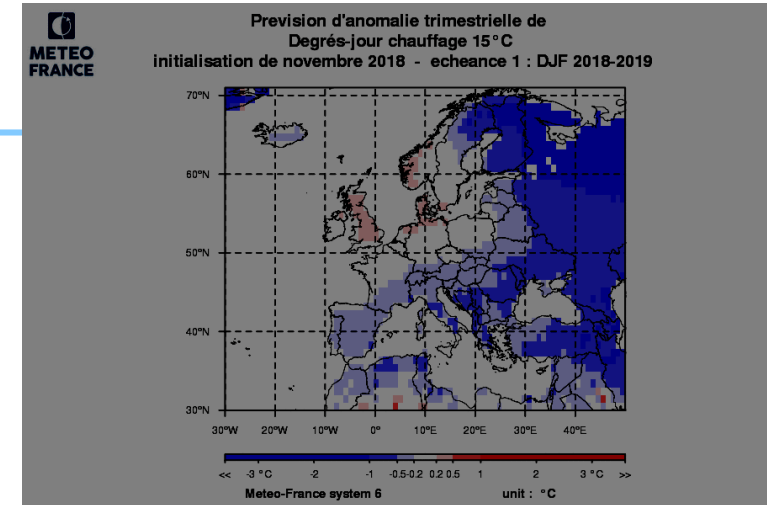 METEO
FRANCE
Prevision d'anomalie trimestrielle de
Degrés-jour chauffage 15°C
initialisation de novembre 2018 - echeance 1 : DJF 2018-2019
70°N
60°N
50°N
40°N
30°N
30°W 20°W 10°W 0° 10°E 20°E 30°E 40°E
<< -3 °C -2 -1 -0.5 -0.2 0.2 0.5 1 2 3 °C >>
Meteo-France system 6 unit : °C